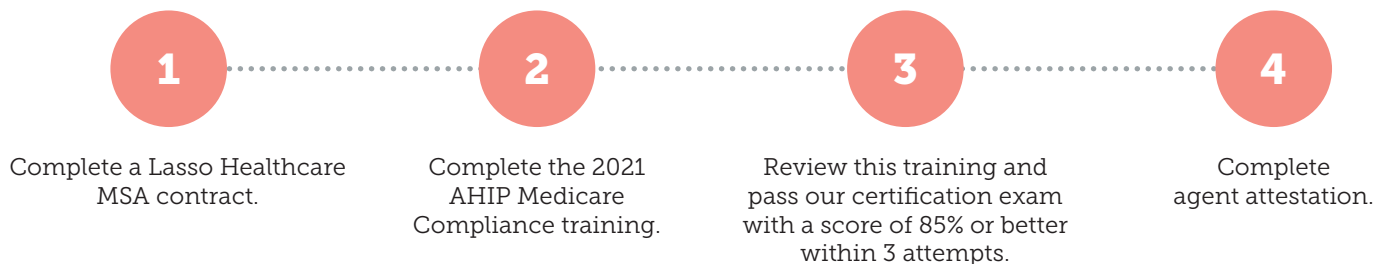 1
2
3
4
Complete a Lasso Healthcare
MSA contract.
Complete the 2021
AHIP Medicare
Compliance training.
Review this training and
pass our certification exam
with a score of 85% or better
within 3 attempts.
Complete
agent attestation.